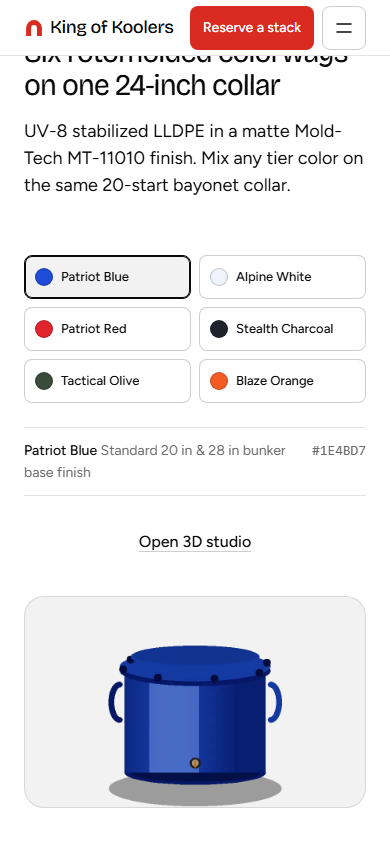 King of Koolers
Reserve a stack
Six rotomolded colorways
on one 24-inch collar
UV-8 stabilized LLDPE in a matte Mold-
Tech MT-11010 finish. Mix any tier color on
the same 20-start bayonet collar.
Patriot Blue
Alpine White
Patriot Red
Stealth Charcoal
Tactical Olive
Blaze Orange
Patriot Blue Standard 20 in & 28 in bunker
base finish
#1E4BD7
Open 3D studio